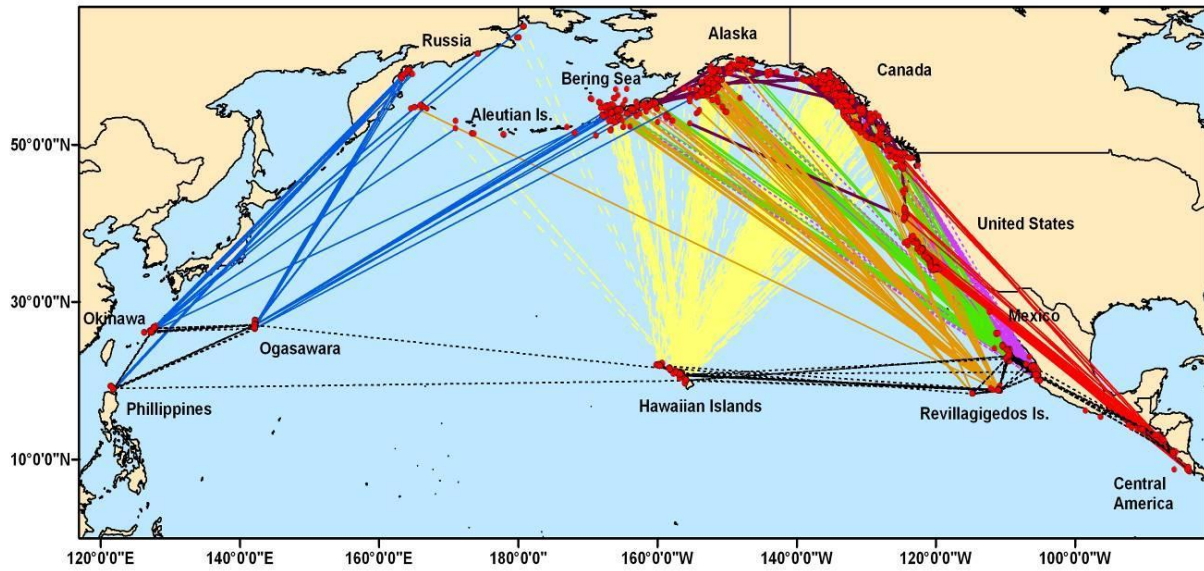 Russia
Alaska
Canada
Bering Sea
Aleutian Is.
50°0'0"N
United States
30°0'0"N
Okinawa
Mexico
Ogasawara
Phillippines
Hawaiian Islands
Revillagigedos Is.
10°0'0"N
Central
America
120°0'0"E
140°0'0"E
160°0'0"E
180°0'0"
160°0'0"W
140°0'0"W
120°0'0"W
100°0'0"W